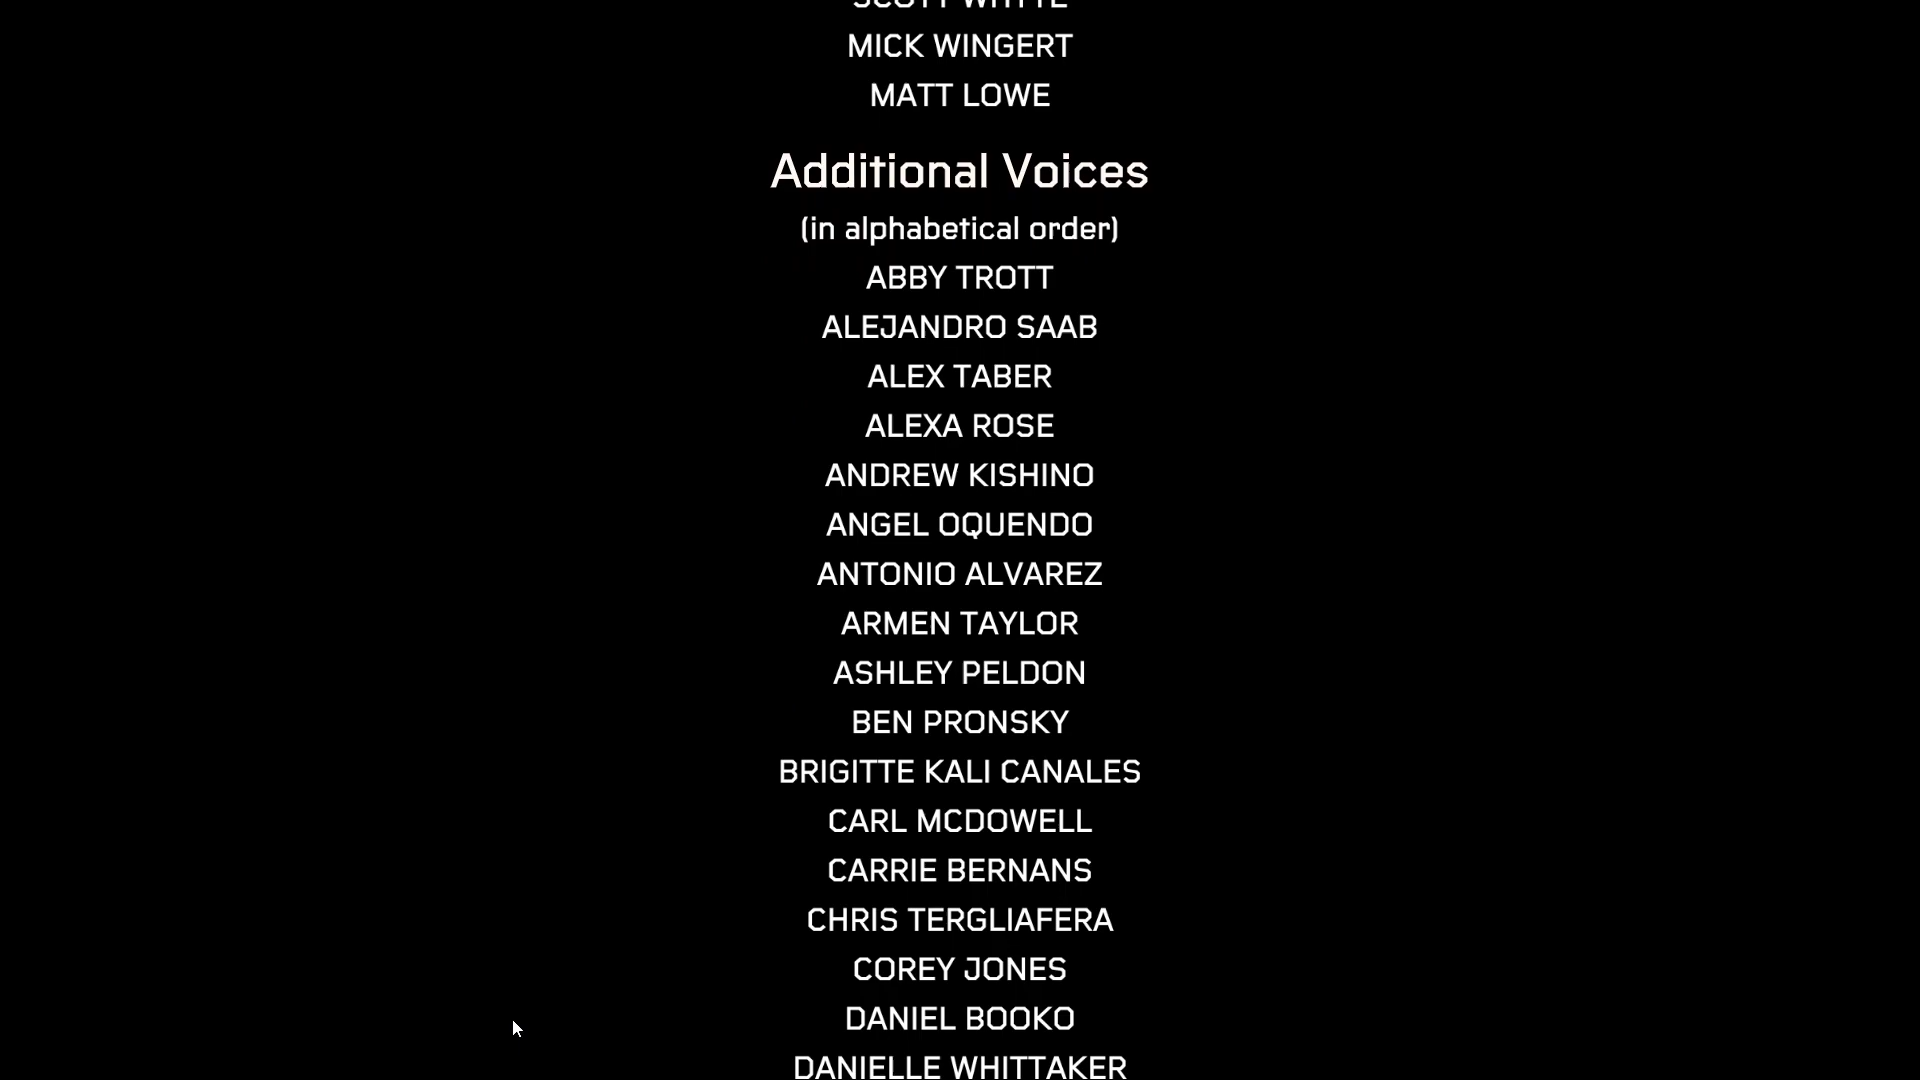 SCOTT WHYTE
MICK WINGERT
MATT LOWE
Additional Voices
(in alphabetical order)
ABBY TROTT
ALEJANDRO SAAB
ALEX TABER
ALEXA ROSE
ANDREW KISHINO
ANGEL OQUENDO
ANTONIO ALVAREZ
ARMEN TAYLOR
ASHLEY PELDON
BEN PRONSKY
BRIGITTE KALI CANALES
CARL MCDOWELL
CARRIE BERNANS
CHRIS TERGLIAFERA
COREY JONES
DANIEL BOOKO
DANIELLE WHITTAKER